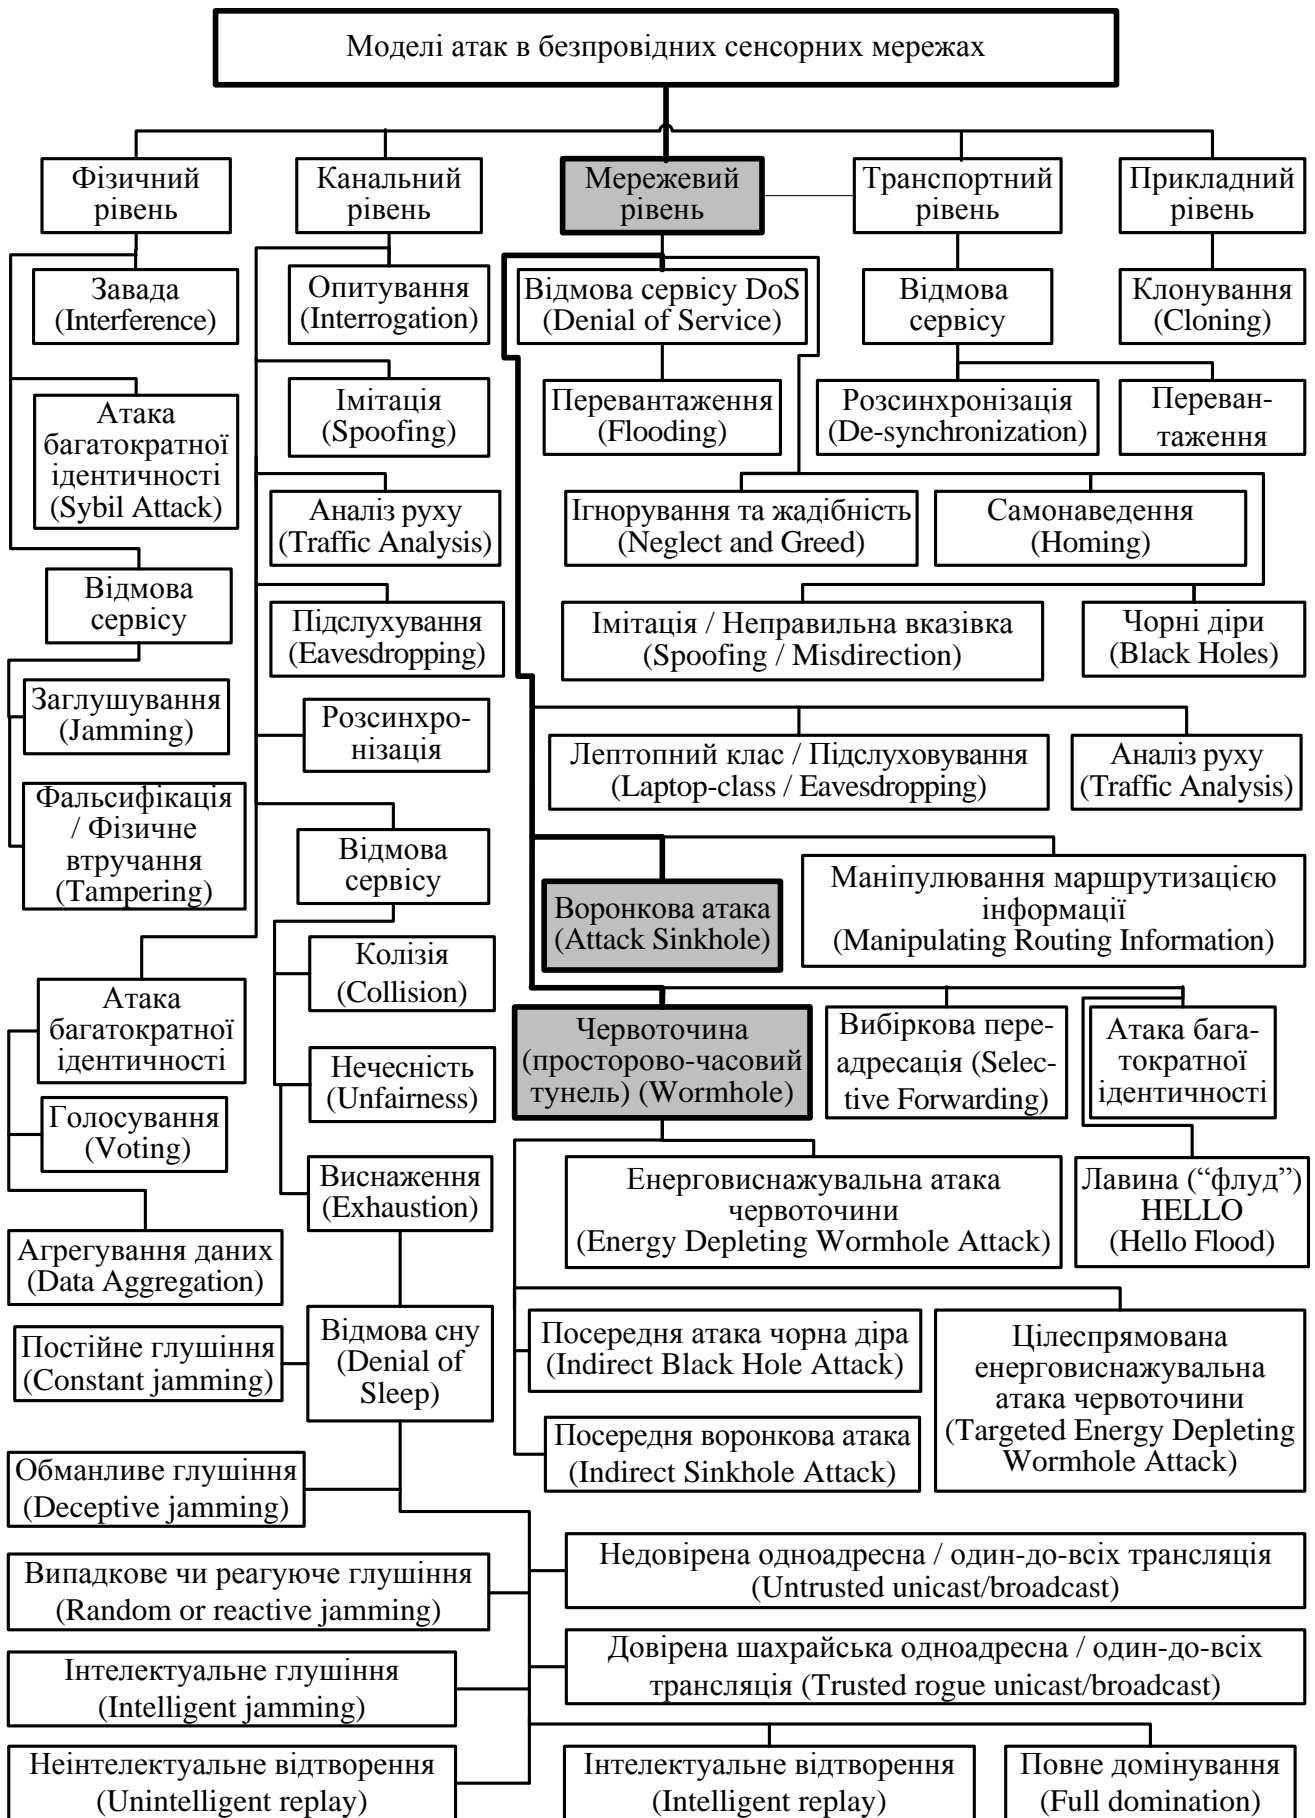 Моделі атак в безпровідних сенсорних мережах
Фізичний
рівень
Канальний
рівень
Мережевий
рівень
Транспортний
рівень
Прикладний
рівень
Завада
(Interference)
Опитування
(Interrogation)
Відмова сервісу DoS
(Denial of Service)
Відмова
сервісу
Клонування
(Cloning)
Атака
багатократної
ідентичності
(Sybil Attack)
Імітація
(Spoofing)
Перевантаження
(Flooding)
Розсинхронізація
(De-synchronization)
Переван-
таження
Аналіз руху
(Traffic Analysis)
Ігнорування та жадібність
(Neglect and Greed)
Самонаведення
(Homing)
Відмова
сервісу
Підслухування
(Eavesdropping)
Імітація / Неправильна вказівка
(Spoofing / Misdirection)
Чорні діри
(Black Holes)
Заглушування
(Jamming)
Розсинхро-
нізація
Лептопний клас / Підслуховування
(Laptop-class / Eavesdropping)
Аналіз руху
(Traffic Analysis)
Фальсифікація
/ Фізичне
втручання
(Tampering)
Відмова
сервісу
Воронкова атака
(Attack Sinkhole)
Маніпулювання маршрутизацією
інформації
(Manipulating Routing Information)
Колізія
(Collision)
Атака
багатократної
ідентичності
Червоточина
(просторово-часовий
тунель) (Wormhole)
Вибіркова пере-
адресація (Selec-
tive Forwarding)
Атака бага-
тократної
ідентичності
Нечесність
(Unfairness)
Голосування
(Voting)
Виснаження
(Exhaustion)
Енерговиснажувальна атака
червоточини
(Energy Depleting Wormhole Attack)
Лавина (“флуд”)
HELLO
(Hello Flood)
Агрегування даних
(Data Aggregation)
Відмова сну
(Denial of
Sleep)
Постійне глушіння
(Constant jamming)
Посередня атака чорна діра
(Indirect Black Hole Attack)
Цілеспрямована
енерговиснажувальна
атака червоточини
(Targeted Energy Depleting
Wormhole Attack)
Посередня воронкова атака
(Indirect Sinkhole Attack)
Обманливе глушіння
(Deceptive jamming)
Випадкове чи реагуюче глушіння
(Random or reactive jamming)
Недовірена одноадресна / один-до-всіх трансляція
(Untrusted unicast/broadcast)
Інтелектуальне глушіння
(Intelligent jamming)
Довірена шахрайська одноадресна / один-до-всіх
трансляція (Trusted rogue unicast/broadcast)
Неінтелектуальне відтворення
(Unintelligent replay)
Інтелектуальне відтворення
(Intelligent replay)
Повне домінування
(Full domination)